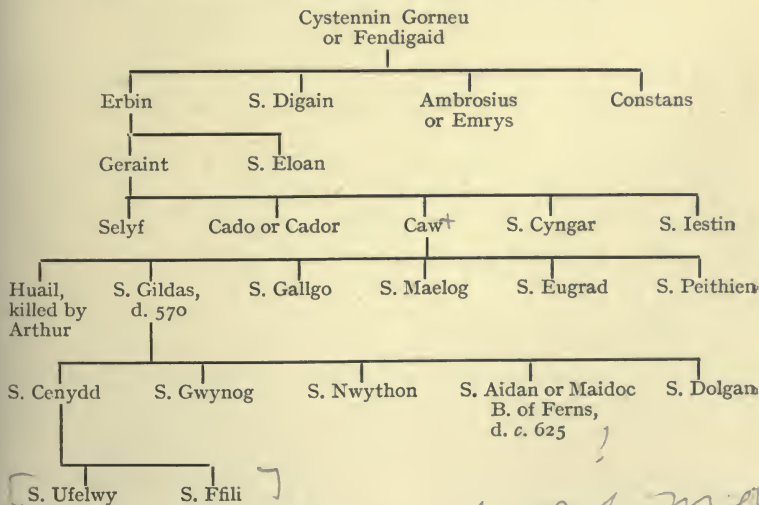 Cystennin Gorneu
or Fendigaid
Erbin S. Digain Ambrosius Constans
or Emrys
Geraint S. Eloan
Selyf Cado or Cador Caw+ S. Cyngar S. Iestin
Huail, S. Gildas, S. Gallgo S. Maelog S. Eugrad S. Peithien
killed by d. 570
Arthur
S. Cenydd S. Gwynog S. Nwython S. Aidan or Maidoc S. Dolgan
B. of Ferns,
d. c. 625
[ S. Ufelwy S. Ffili ]